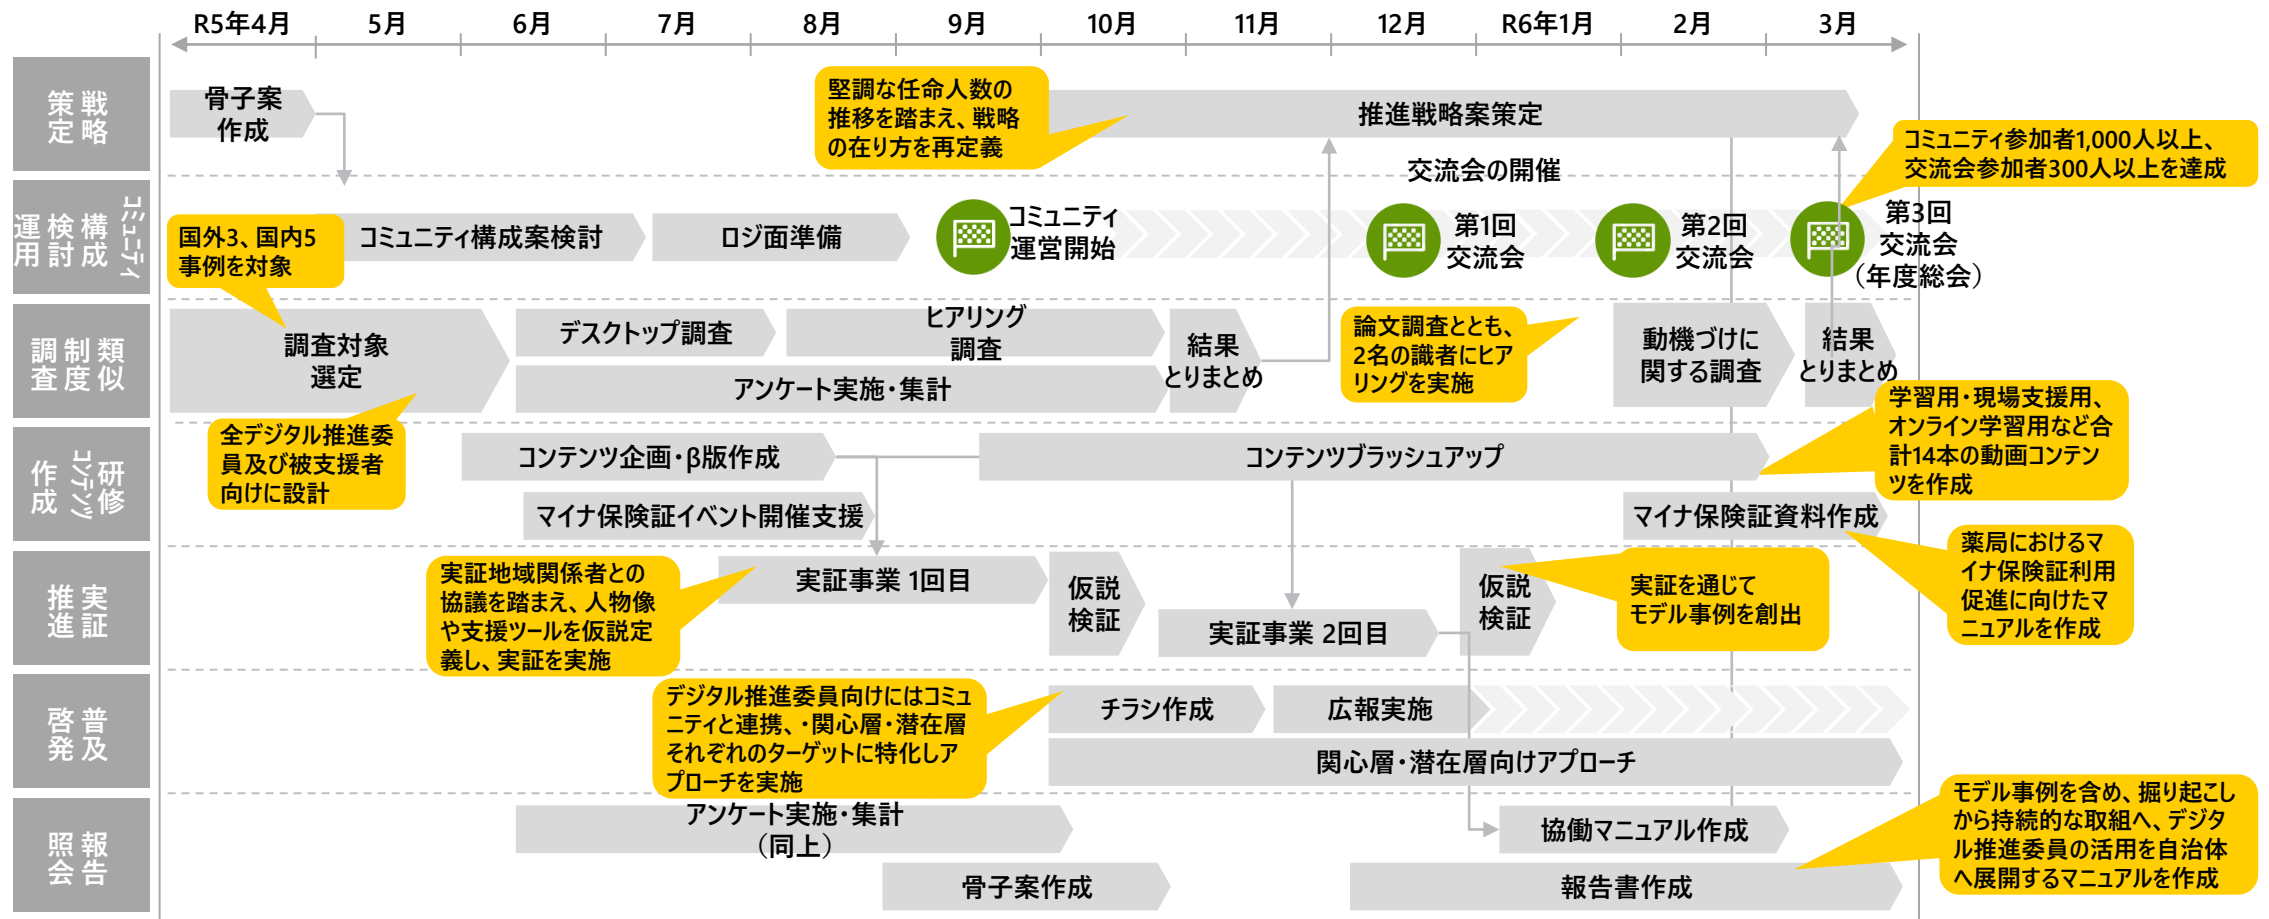 R5年4月
5月
6月
7月
8月
9月
10月
11月
12月
R6年1月
2月
3月
戦略
策定
骨子案
作成
堅調な任命人数の
推移を踏まえ、戦略
の在り方を再定義
推進戦略案策定
コミュニティ参加者1,000人以上、
交流会参加者300人以上を達成
コミュニティ
構成
検討
運用
国外3、国内5
事例を対象
コミュニティ構成案検討
ロジ面準備
コミュニティ
運営開始
交流会の開催
第1回
交流会
第2回
交流会
第3回
交流会
（年度総会）
類似
制度
調査
調査対象
選定
デスクトップ調査
ヒアリング
調査
アンケート実施・集計
結果
とりまとめ
論文調査ととも、
2名の識者にヒア
リングを実施
動機づけに
関する調査
結果
とりまとめ
全デジタル推進委
員及び被支援者
向けに設計
研修
コンテンツ
作成
コンテンツ企画・β版作成
コンテンツブラッシュアップ
学習用・現場支援用、
オンライン学習用など合
計14本の動画コンテン
ツを作成
マイナ保険証イベント開催支援
マイナ保険証資料作成
薬局におけるマ
イナ保険証利用
促進に向けたマ
ニュアルを作成
実証
推進
実証地域関係者との
協議を踏まえ、人物像
や支援ツールを仮説定
義し、実証を実施
実証事業 1回目
仮説
検証
実証事業 2回目
仮説
検証
実証を通じて
モデル事例を創出
普及
啓発
デジタル推進委員向けにはコミュ
ニティと連携、・関心層・潜在層
それぞれのターゲットに特化しア
プローチを実施
チラシ作成
広報実施
関心層・潜在層向けアプローチ
報告
照会
アンケート実施・集計
（同上）
骨子案作成
協働マニュアル作成
報告書作成
モデル事例を含め、掘り起こし
から持続的な取組へ、デジタ
ル推進委員の活用を自治体
へ展開するマニュアルを作成